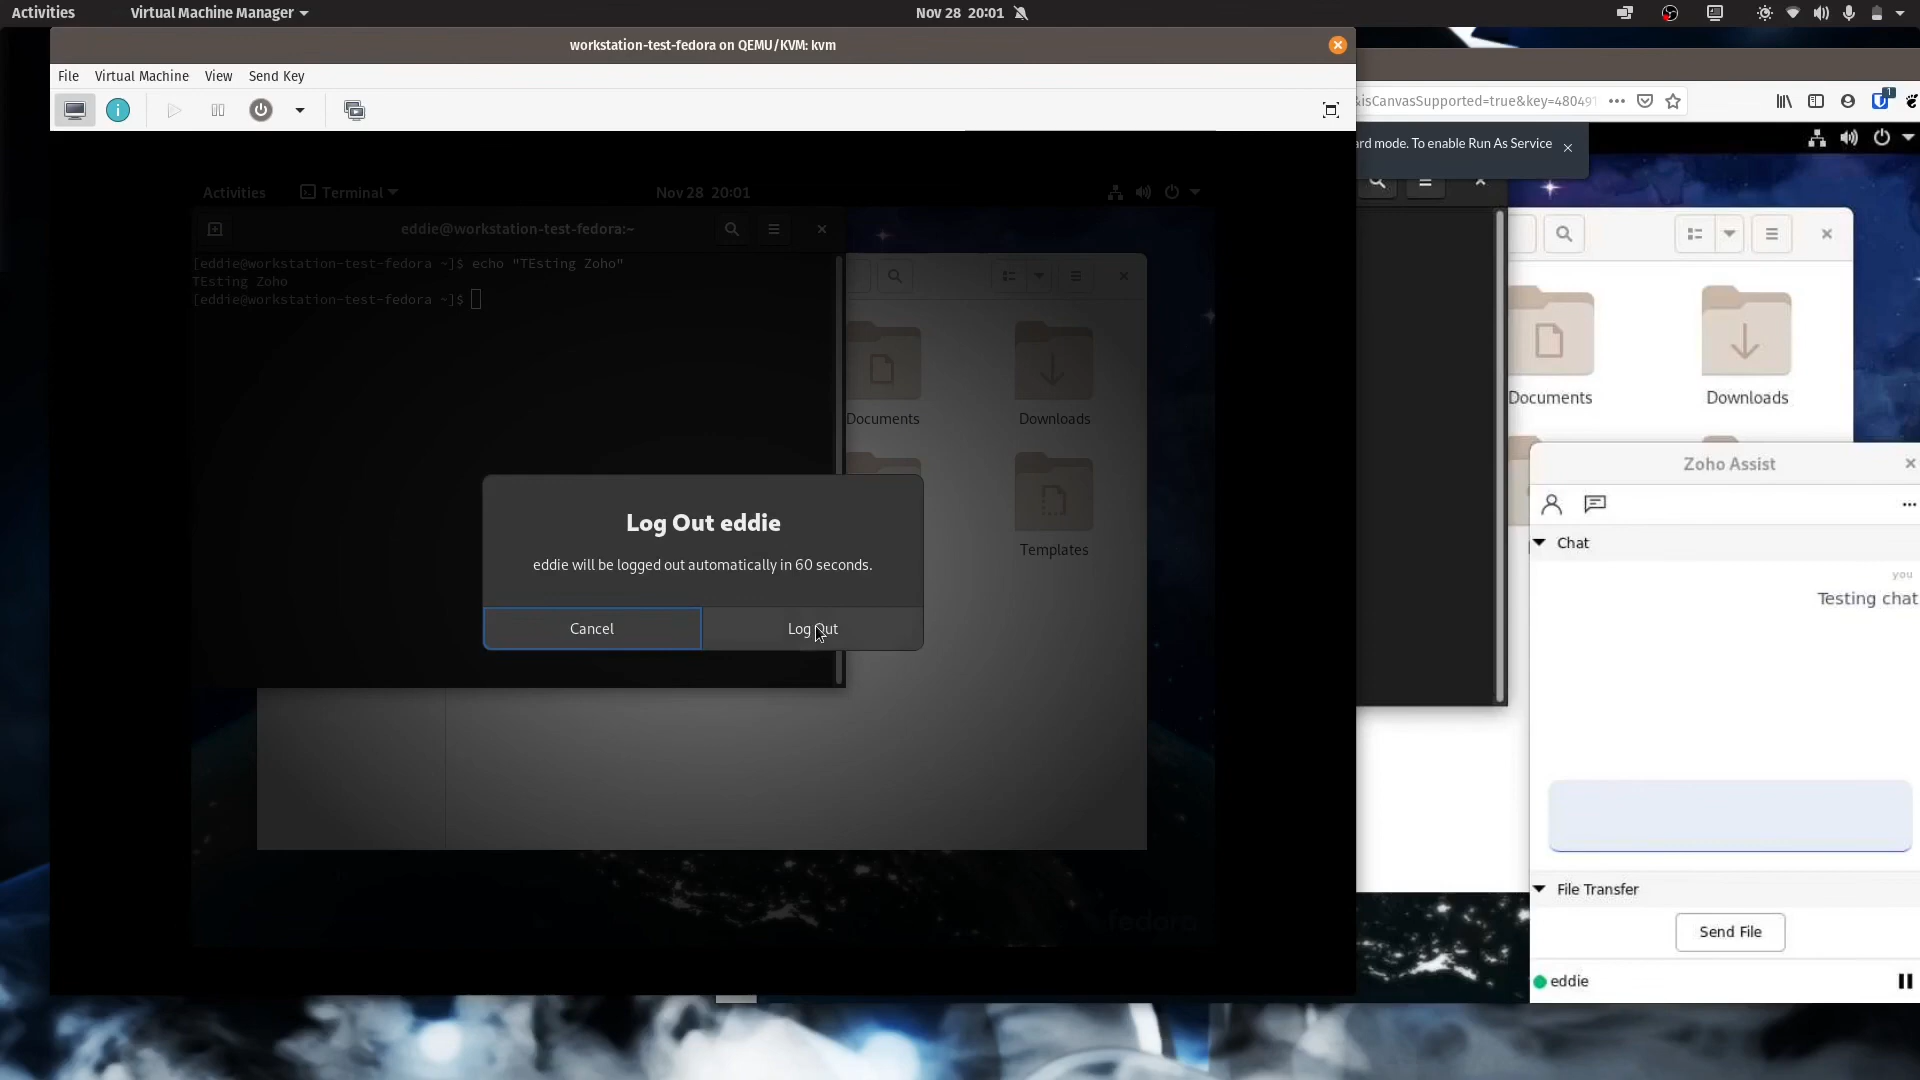 Activities
Virtual Machine Manager
Nov 28 20:01
workstation-test-fedora on QEMU/KVM: kvm
File
Virtual Machine
View
Send Key
isCanvasSupported=true&key=48049
1
ard mode. To enable Run As Service
Activities
Terminal
Nov 28 20:01
eddie@workstation-test-fedora:~
[eddie@workstation-test-fedora ~]$ echo "TEsting Zoho"
TEsting Zoho
[eddie@workstation-test-fedora ~]$
Documents
Downloads
Templates
Log Out eddie
eddie will be logged out automatically in 60 seconds.
Cancel
Log Out
fedora
Documents
Downloads
Zoho Assist
Chat
you
Testing chat
File Transfer
Send File
eddie